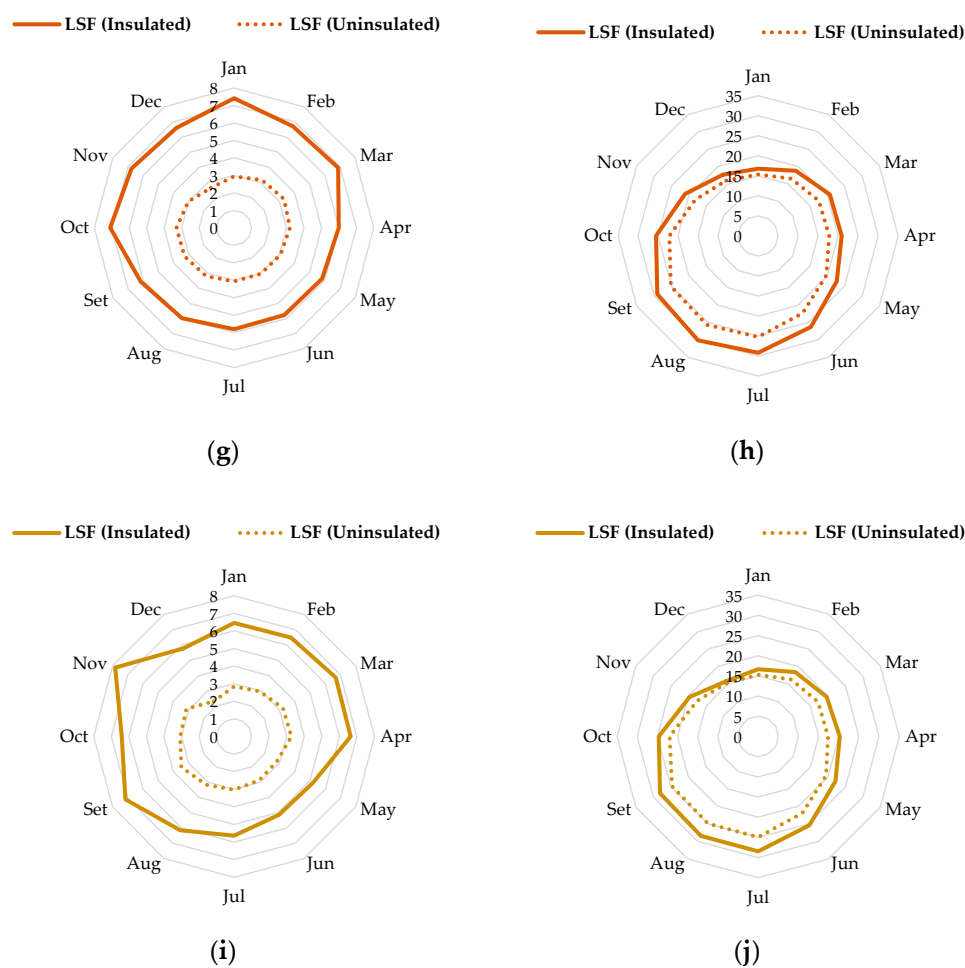 LSF (Insulated) LSF (Uninsulated)
Jan
Feb
Mar
Apr
May
Jun
Jul
Aug
Set
Oct
Nov
Dec
8
7
6
5
4
3
2
1
0
(g)
LSF (Insulated) LSF (Uninsulated)
Jan
Feb
Mar
Apr
May
Jun
Jul
Aug
Set
Oct
Nov
Dec
35
30
25
20
15
10
5
0
(h)
LSF (Insulated) LSF (Uninsulated)
Jan
Feb
Mar
Apr
May
Jun
Jul
Aug
Set
Oct
Nov
Dec
8
7
6
5
4
3
2
1
0
(i)
LSF (Insulated) LSF (Uninsulated)
Jan
Feb
Mar
Apr
May
Jun
Jul
Aug
Set
Oct
Nov
Dec
35
30
25
20
15
10
5
0
(j)